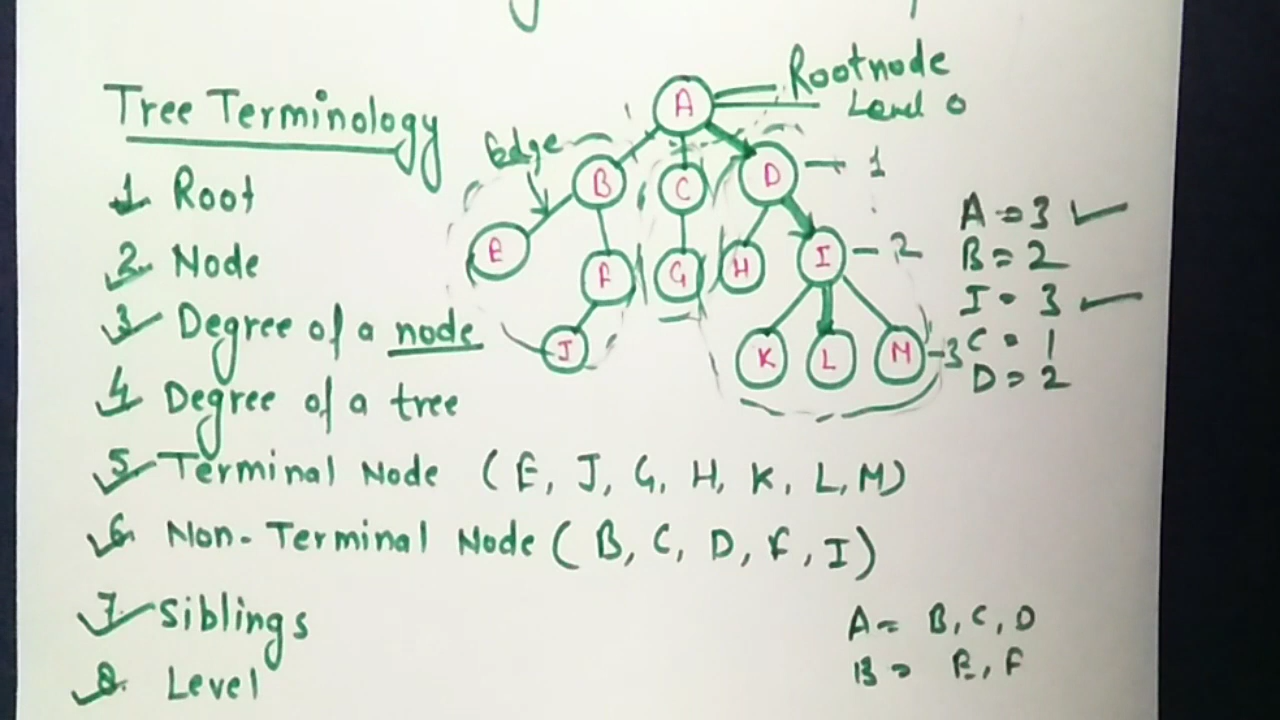 Tree Terminology
1 Root
2 Node
3 Degree of a node
4 Degree of a tree
5 Terminal Node (E, J, G, H, K, L, M)
6. Non-Terminal Node (B, C, D, F, I)
7. Siblings
8. Level
Rootnode
Level 0
Edge
A
B
C
D
1
E
F
G
H
I
2
J
K
L
M
3
A = 3
B = 2
I = 3
C = 1
D = 2
A = B, C, D
B = E, F